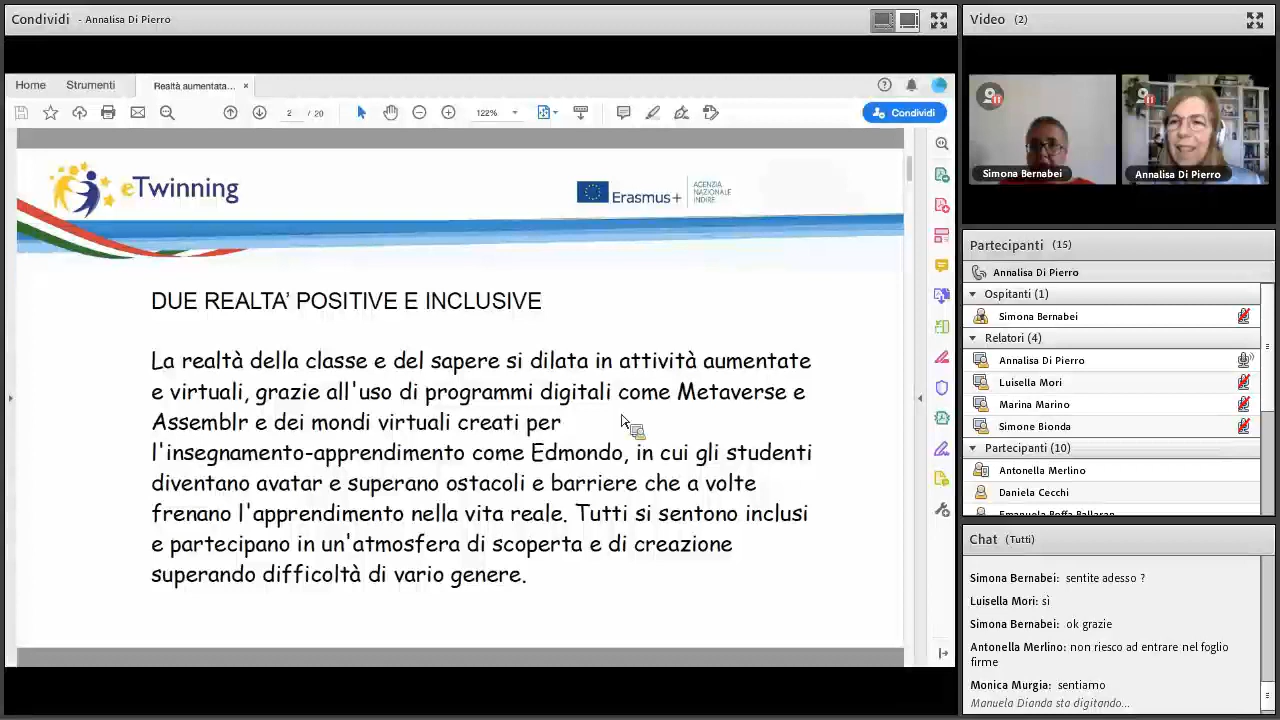 Condividi - Annalisa Di Pierro
Home Strumenti Realtà aumentata... ×
2 / 20 122%
Condividi
eTwinning
Erasmus+
AGENZIA
NAZIONALE
INDIRE
DUE REALTA' POSITIVE E INCLUSIVE
La realtà della classe e del sapere si dilata in attività aumentate
e virtuali, grazie all'uso di programmi digitali come Metaverse e
Assemblr e dei mondi virtuali creati per
l'insegnamento-apprendimento come Edmondo, in cui gli studenti
diventano avatar e superano ostacoli e barriere che a volte
frenano l'apprendimento nella vita reale. Tutti si sentono inclusi
e partecipano in un'atmosfera di scoperta e di creazione
superando difficoltà di vario genere.
Video (2)
Simona Bernabei
Annalisa Di Pierro
Partecipanti (15)
Annalisa Di Pierro
Ospitanti (1)
Simona Bernabei
Relatori (4)
Annalisa Di Pierro
Luisella Mori
Marina Marino
Simone Bionda
Partecipanti (10)
Antonella Merlino
Daniela Cecchi
Chat (Tutti)
Simona Bernabei: sentite adesso ?
Luisella Mori: sì
Simona Bernabei: ok grazie
Antonella Merlino: non riesco ad entrare nel foglio
firme
Monica Murgia: sentiamo
Manuela Dianda sta digitando...